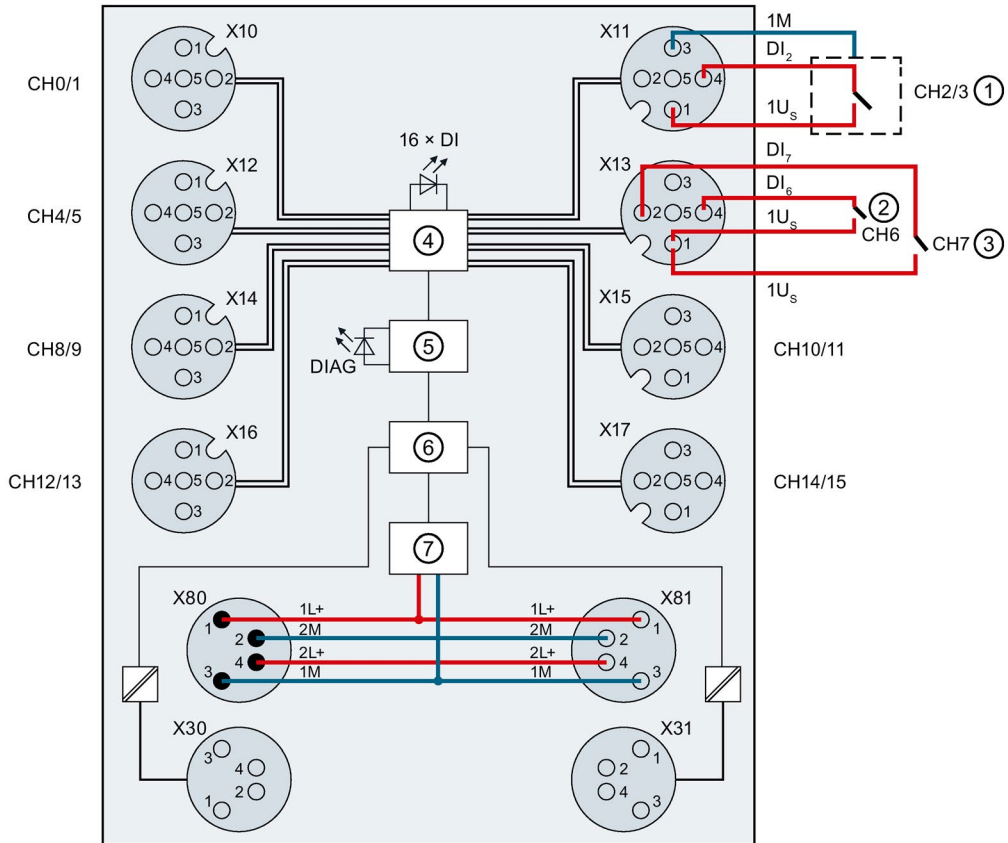 X10
1
4 5 2
3
CH0/1
X11
3
2 5 4
1
1M
DI2
1US
CH2/3 1
16 × DI
X12
1
4 5 2
3
CH4/5
X13
3
2 5 4
1
DI7
DI6
1US
2
CH6
CH7 3
1US
4
X14
1
4 5 2
3
CH8/9
DIAG
5
X15
3
2 5 4
1
CH10/11
X16
1
4 5 2
3
CH12/13
6
X17
3
2 5 4
1
CH14/15
7
X80
1
2
4
3
1L+ 1L+
2M 2M
2L+ 2L+
1M 1M
X81
1
2
4
3
X30
3
4
2
1
X31
1
2
4
3